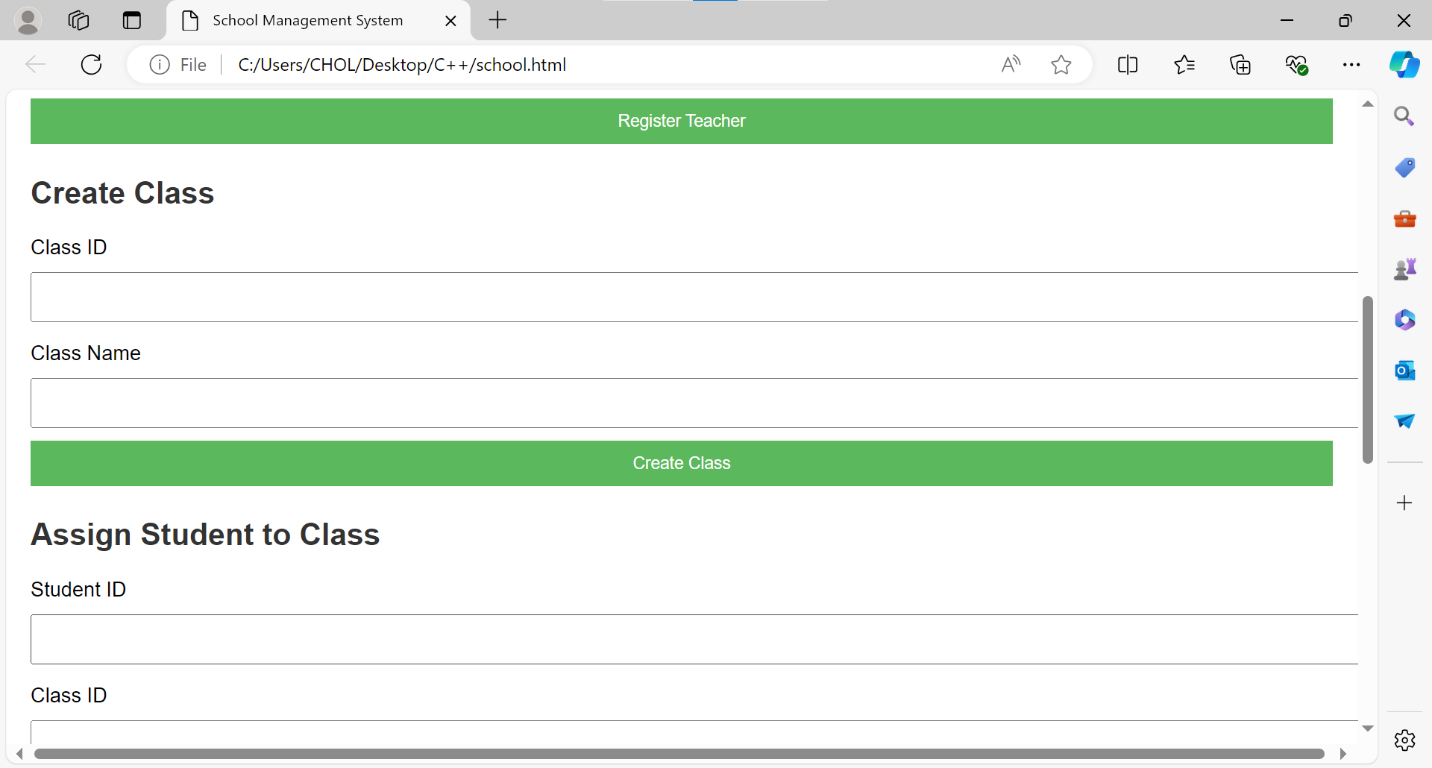 School Management System
File C:/Users/CHOL/Desktop/C++/school.html
Register Teacher
Create Class
Class ID
Class Name
Create Class
Assign Student to Class
Student ID
Class ID